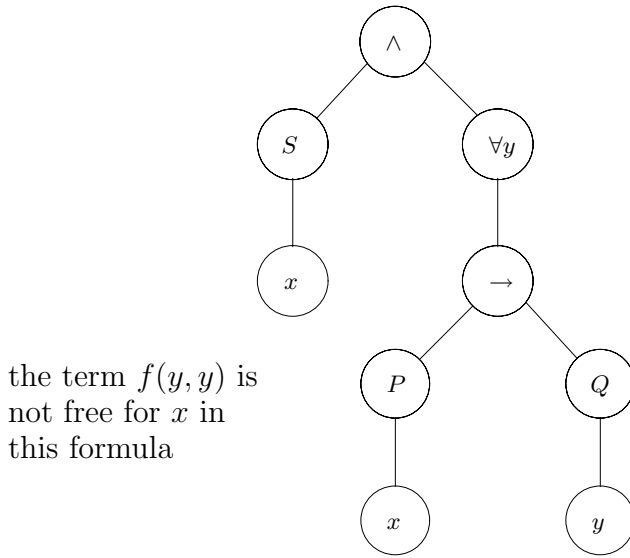 ∧
S
∀y
x
→
the term f(y, y) is
not free for x in
this formula
P
Q
x
y